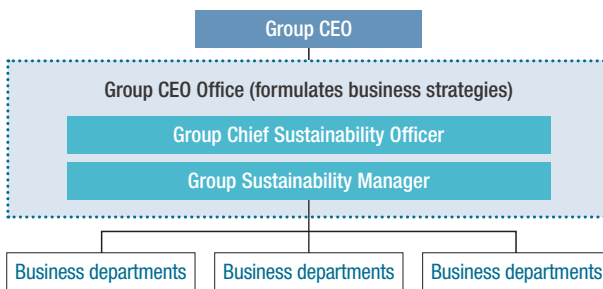 Group CEO
Group CEO Office (formulates business strategies)
Group Chief Sustainability Officer
Group Sustainability Manager
Business departments
Business departments
Business departments